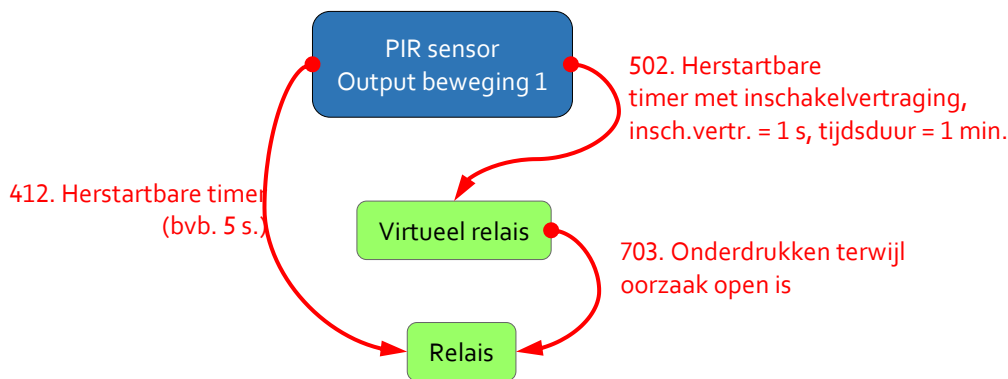 PIR sensor
Output beweging 1
502. Herstartbare
timer met inschakelvertraging,
insch.vertr. = 1 s, tijdsduur = 1 min.
412. Herstartbare timer
(bvb. 5 s.)
Virtueel relais
703. Onderdrukken terwijl
oorzaak open is
Relais